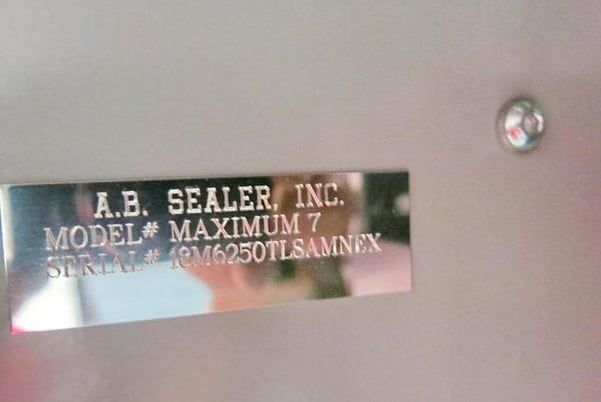 A.B. SEALER, INC.
MODEL# MAXIMUM 7
SERIAL# 18M6250TLSAMNEX